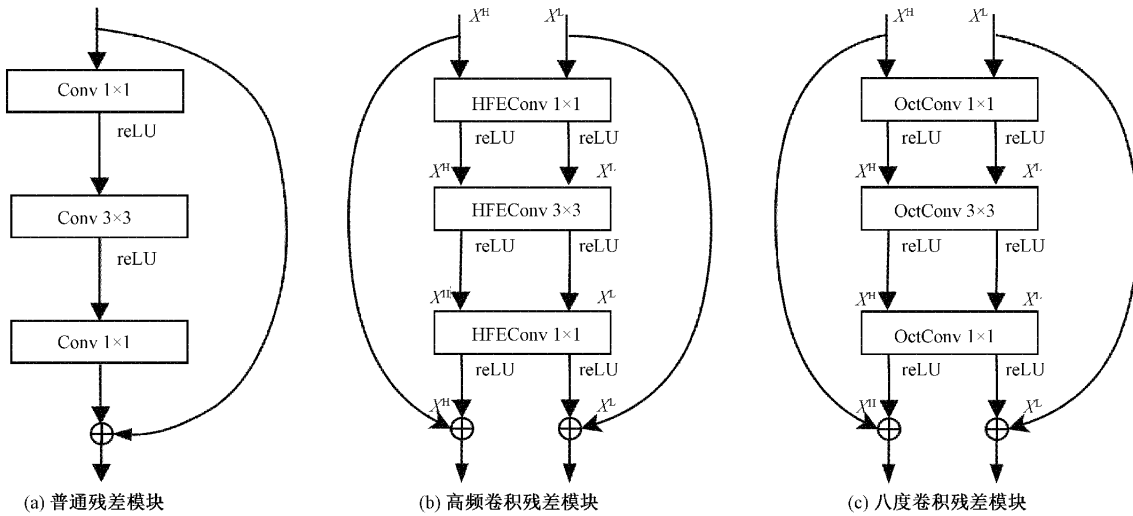 Conv 1×1
reLU
Conv 3×3
reLU
Conv 1×1
(a) 普通残差模块
X^H X^L
HFEConv 1×1
reLU reLU
X^H X^L
HFEConv 3×3
reLU reLU
X^H X^L
HFEConv 1×1
reLU reLU
X^H X^L
(b) 高频卷积残差模块
X^H X^L
OctConv 1×1
reLU reLU
X^H X^L
OctConv 3×3
reLU reLU
X^H X^L
OctConv 1×1
reLU reLU
X^H X^L
(c) 八度卷积残差模块